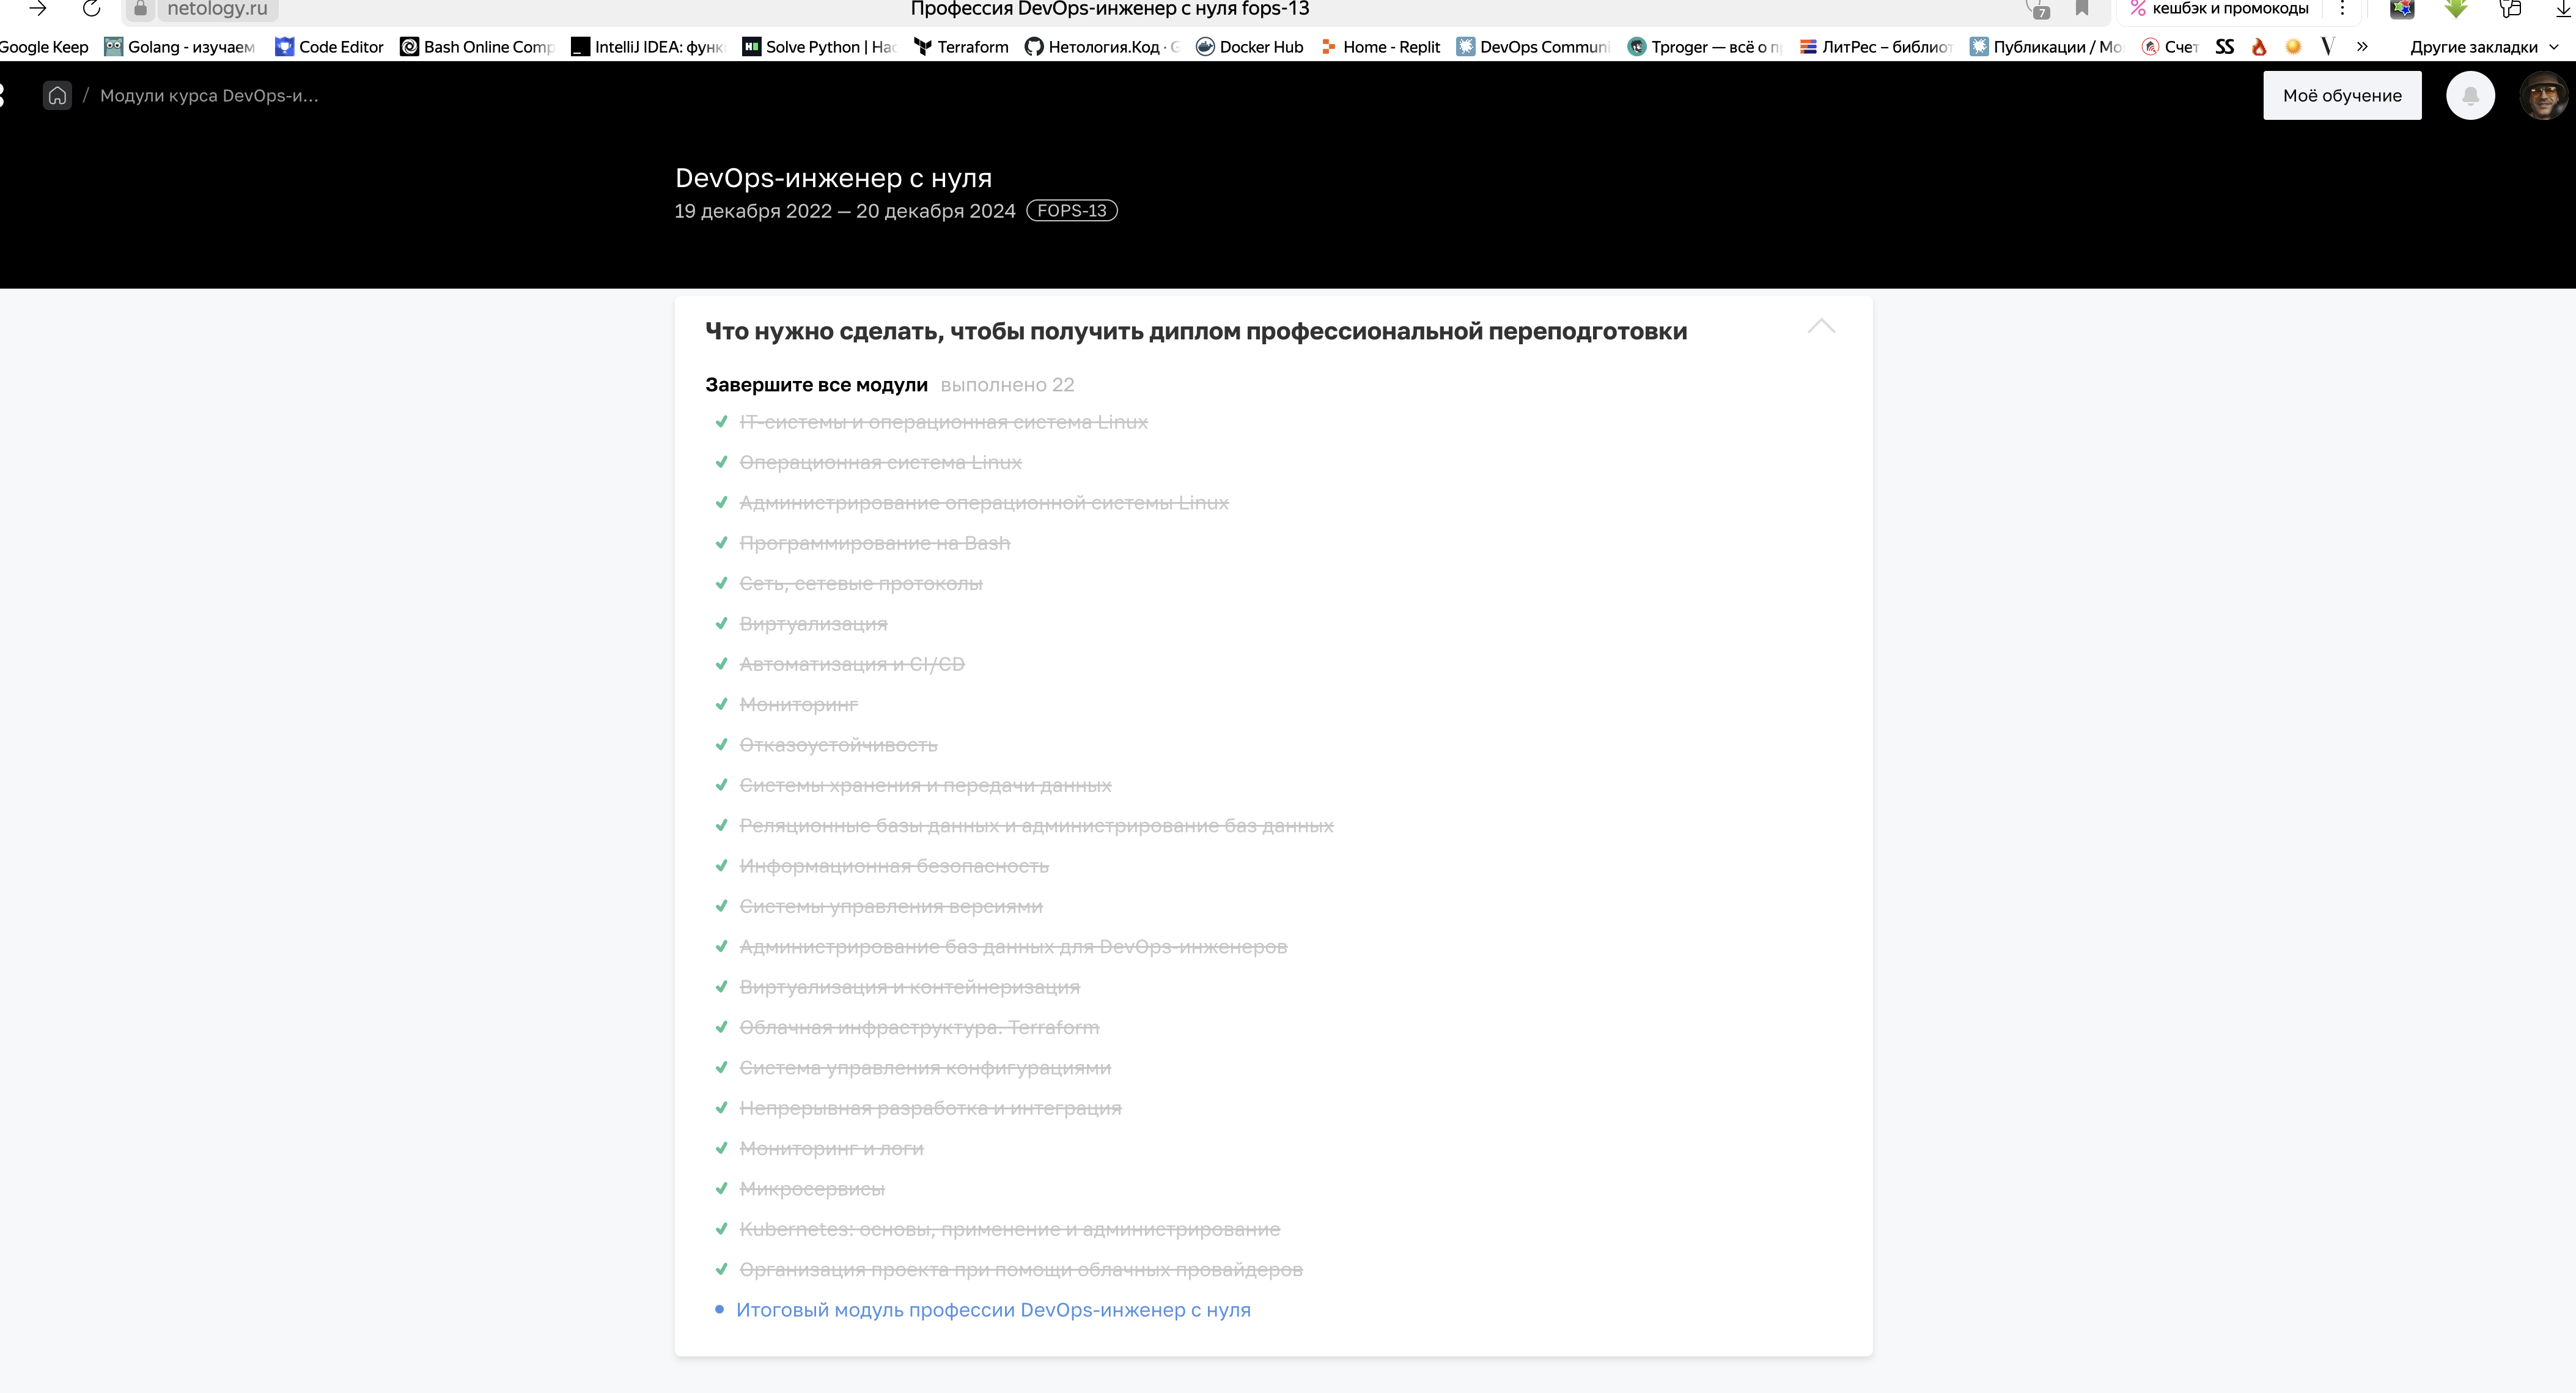 netology.ru
Профессия DevOps-инженер с нуля fops-13
7
кешбэк и промокоды
Google Keep
Golang - изучаем
Code Editor
Bash Online Comp
IntelliJ IDEA: функ
Solve Python | Hac
Terraform
Нетология.Код · G
Docker Hub
Home - Replit
DevOps Communi
Tproger — всё о п
ЛитРес – библиот
Публикации / Мо
Счет
SS
V
»
Другие закладки
/ Модули курса DevOps-и...
Моё обучение
DevOps-инженер с нуля
19 декабря 2022 — 20 декабря 2024 FOPS-13
Что нужно сделать, чтобы получить диплом профессиональной переподготовки
Завершите все модули выполнено 22
IT-системы и операционная система Linux
Операционная система Linux
Администрирование операционной системы Linux
Программирование на Bash
Сеть, сетевые протоколы
Виртуализация
Автоматизация и CI/CD
Мониторинг
Отказоустойчивость
Системы хранения и передачи данных
Реляционные базы данных и администрирование баз данных
Информационная безопасность
Системы управления версиями
Администрирование баз данных для DevOps-инженеров
Виртуализация и контейнеризация
Облачная инфраструктура. Terraform
Система управления конфигурациями
Непрерывная разработка и интеграция
Мониторинг и логи
Микросервисы
Kubernetes: основы, применение и администрирование
Организация проекта при помощи облачных провайдеров
Итоговый модуль профессии DevOps-инженер с нуля